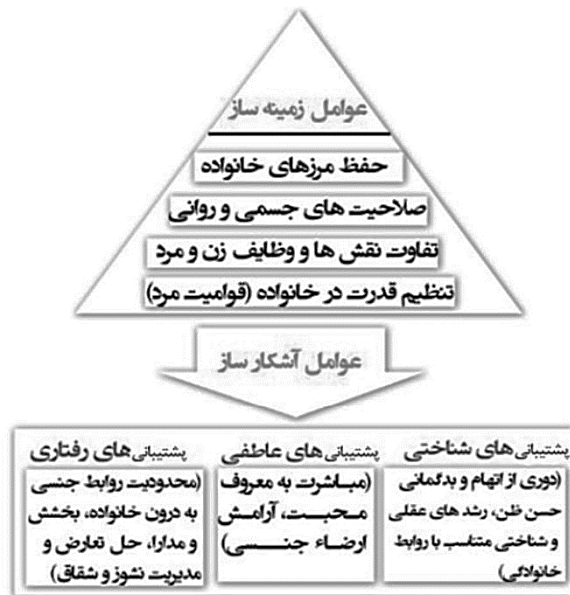 عوامل زمینه ساز
حفظ مرزهای خانواده
صلاحیت های جسمی و روانی
تفاوت نقش ها و وظایف زن و مرد
تنظیم قدرت در خانواده (قوامیت مرد)
عوامل آشکار ساز
پشتیبانی‌های شناختی
(دوری از اتهام و بدگمانی
حسن ظن، رشد های عقلی
و شناختی متناسب با روابط
خانوادگی)
پشتیبانی‌های عاطفی
(مباشرت به معروف
محبت، آرامش
ارضاء جنسی)
پشتیبانی‌های رفتاری
(محدودیت روابط جنسی
به درون خانواده، بخشش
و مدارا، حل تعارض و
مدیریت نشوز و شقاق)